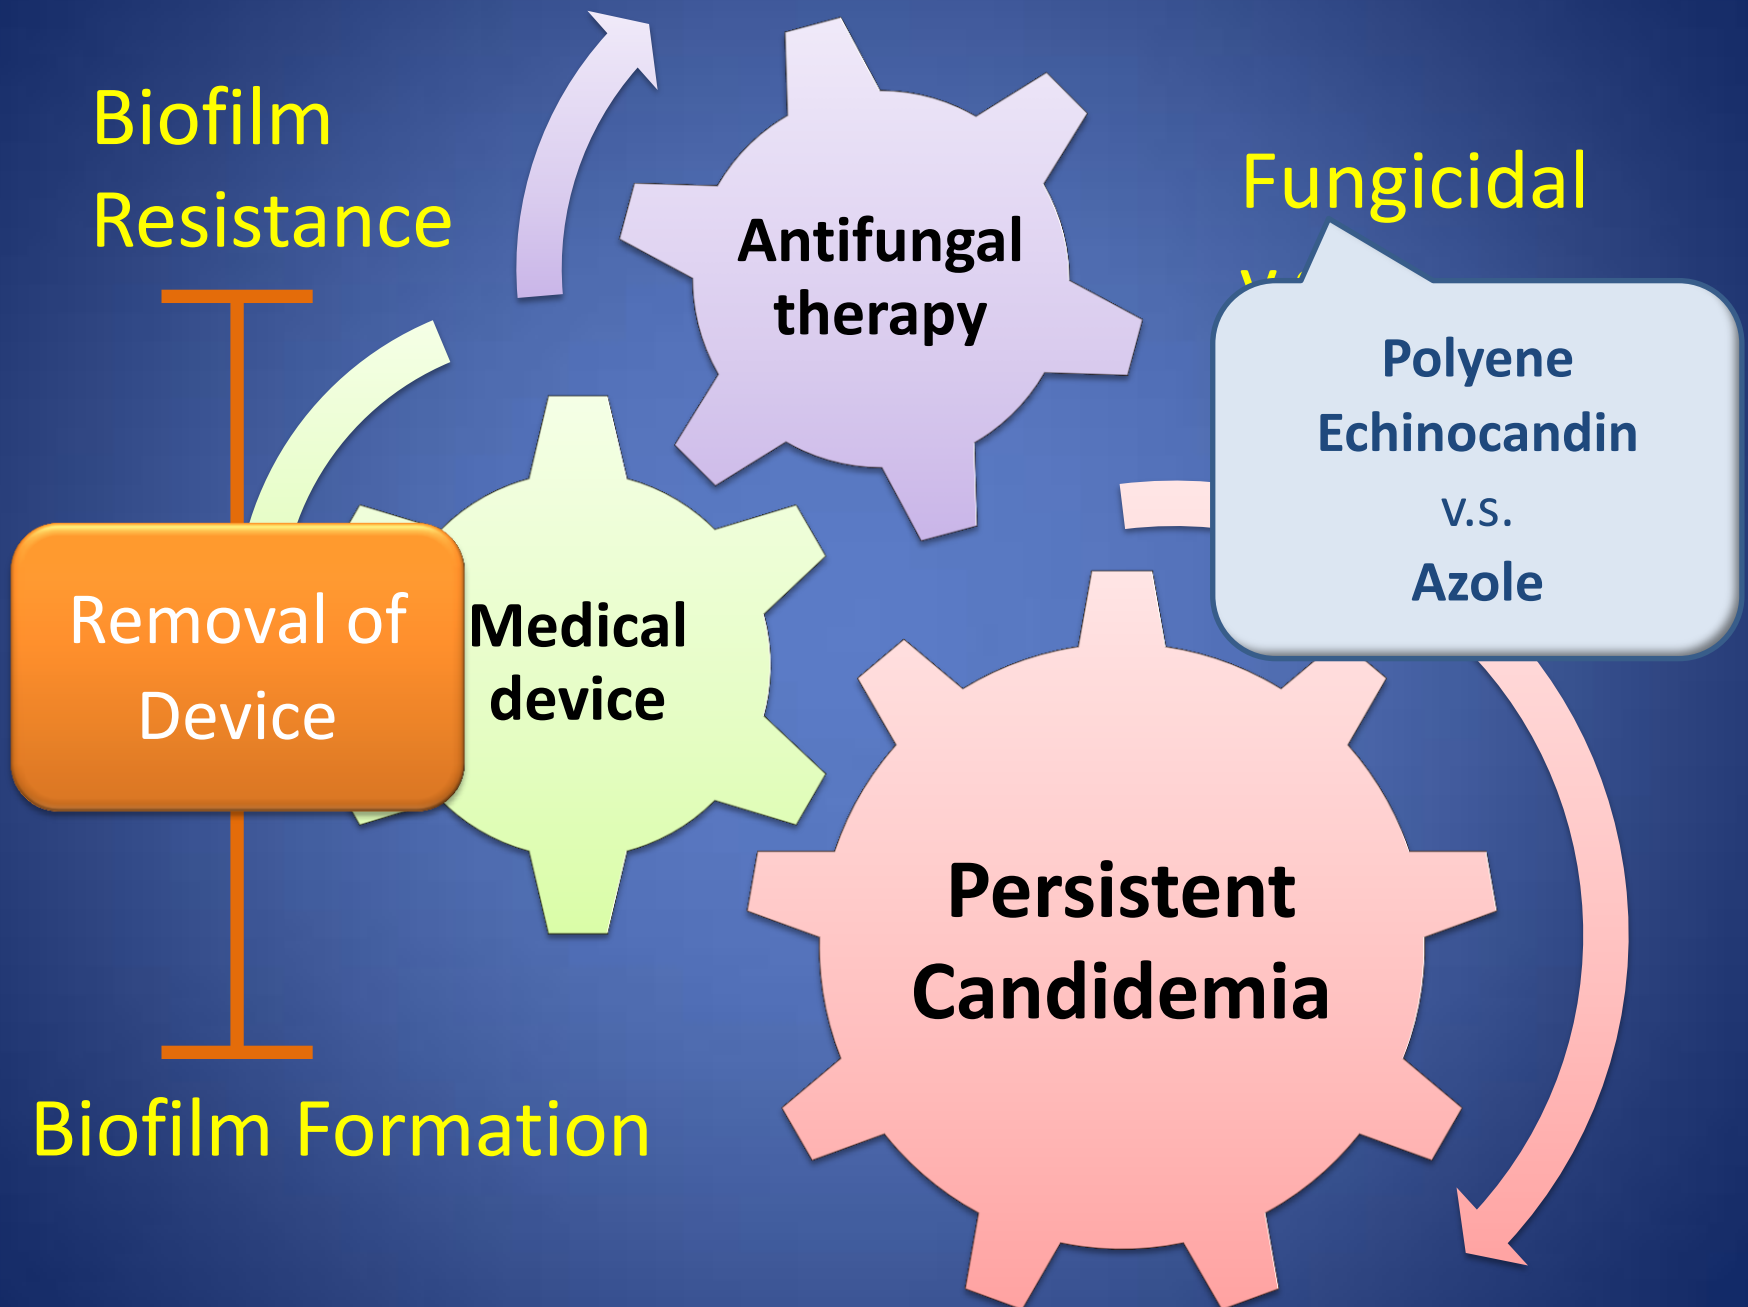 Biofilm
Resistance
Antifungal
therapy
Fungicidal
Polyene
Echinocandin
v.s.
Azole
Removal of
Device
Medical
device
Persistent
Candidemia
Biofilm Formation